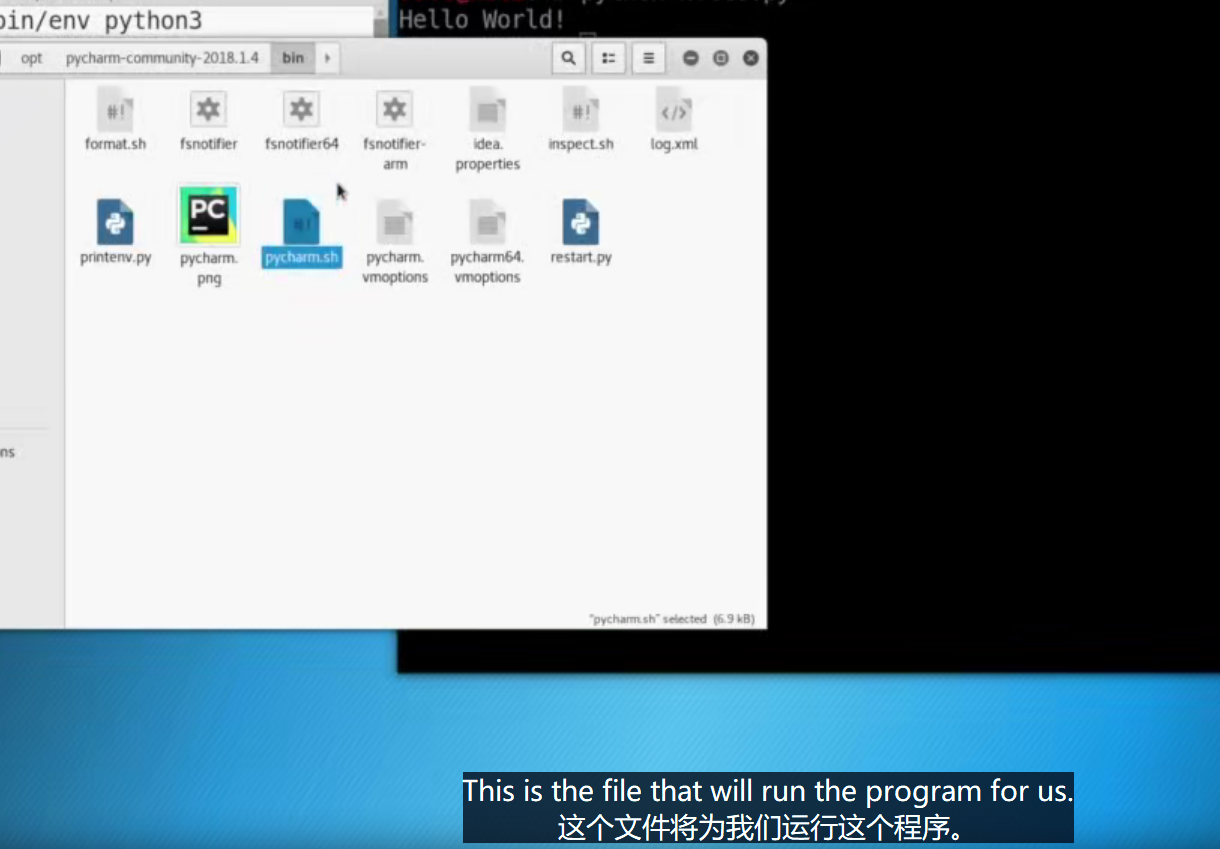 bin/env python3
Hello World!
opt
pycharm-community-2018.1.4
bin
format.sh
fsnotifier
fsnotifier64
fsnotifier-
arm
idea.
properties
inspect.sh
log.xml
printenv.py
PC
pycharm.
png
pycharm.sh
pycharm.
vmoptions
pycharm64.
vmoptions
restart.py
ns
"pycharm.sh" selected (6.9 kB)
This is the file that will run the program for us.
这个文件将为我们运行这个程序。